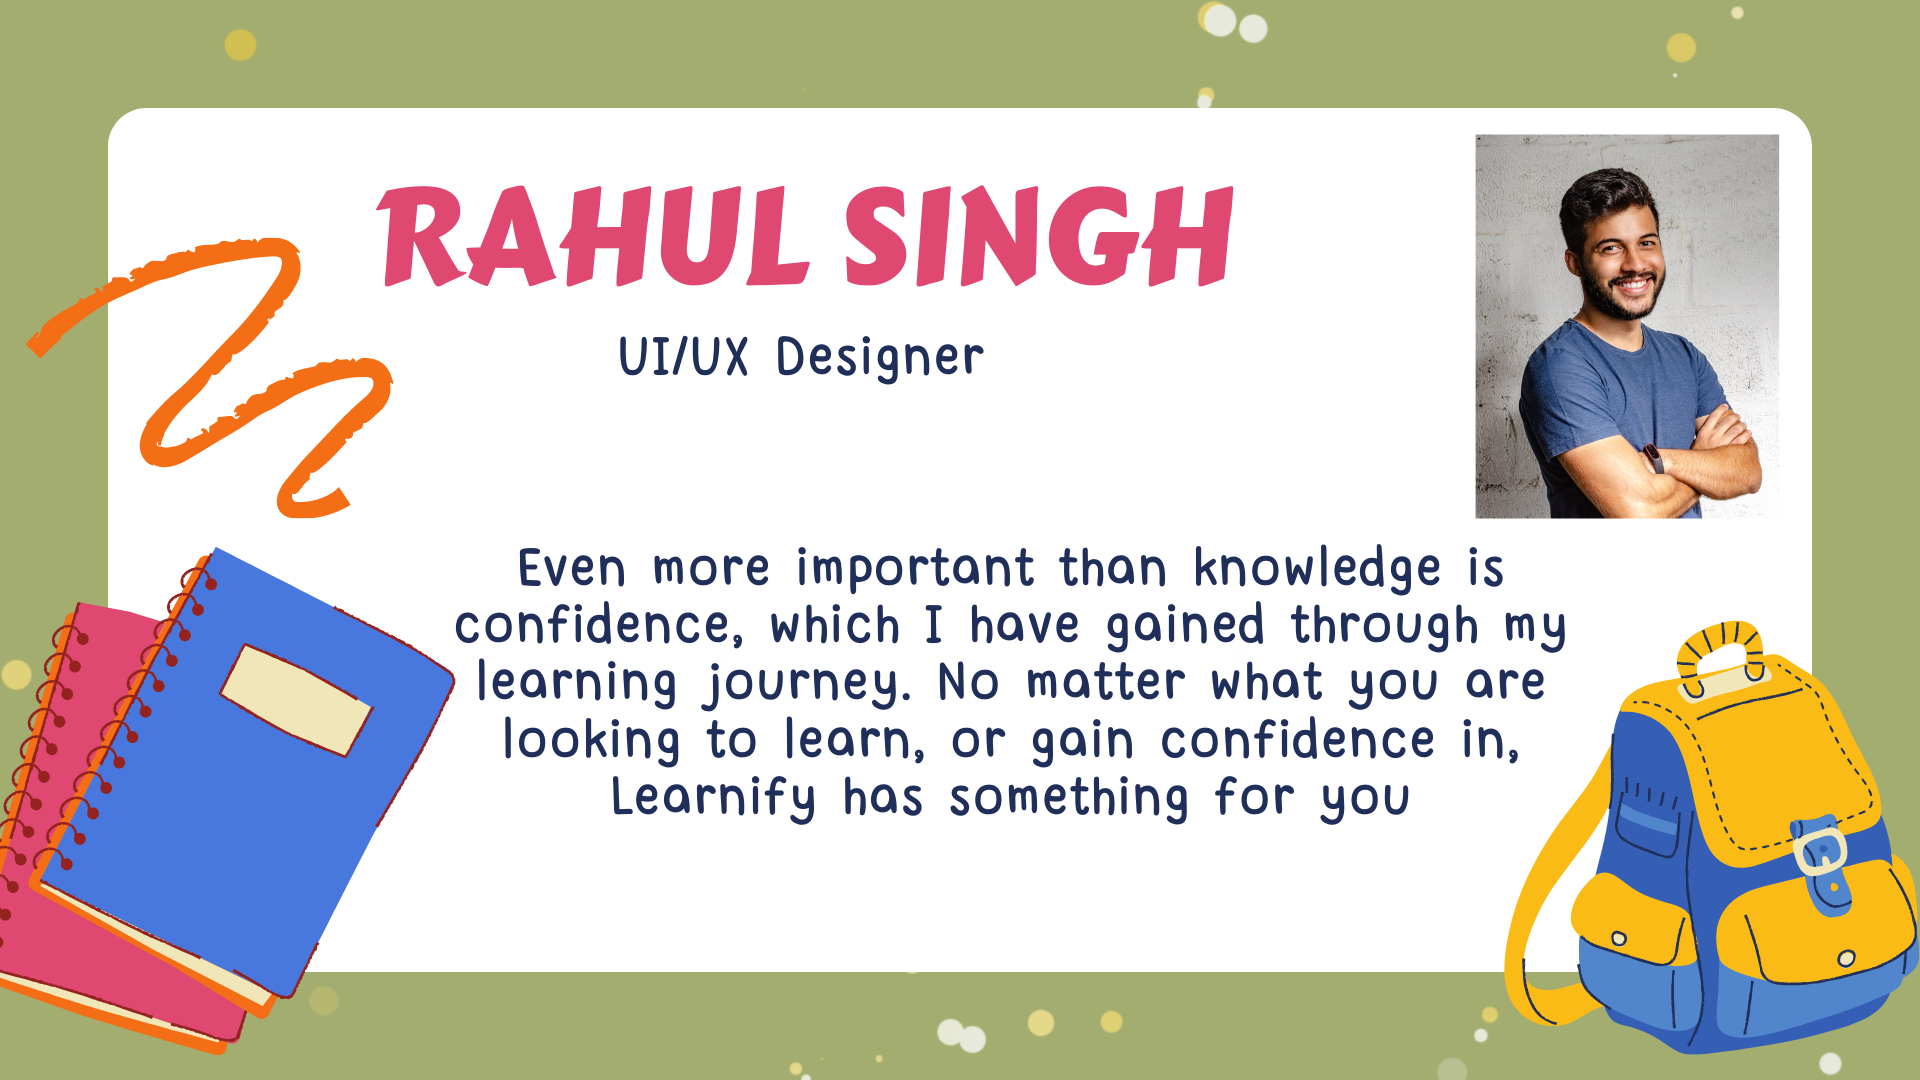 RAHUL SINGH
UI/UX Designer
Even more important than knowledge is
confidence, which I have gained through my
learning journey. No matter what you are
looking to learn, or gain confidence in,
Learnify has something for you